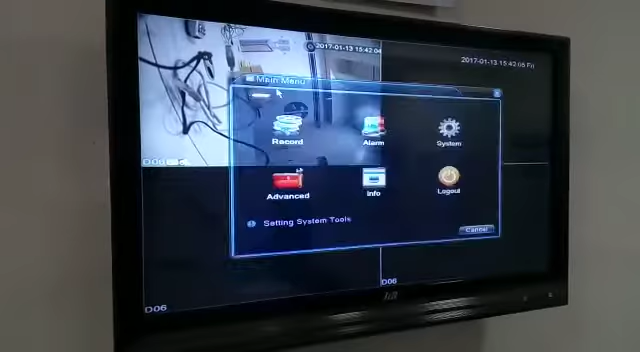 2017-01-13 15:42:04
2017-01-13 15:42:05 Fri
Main Menu
Record
Alarm
System
Advanced
Info
Logout
Setting System Tools
Cancel
D06
D06